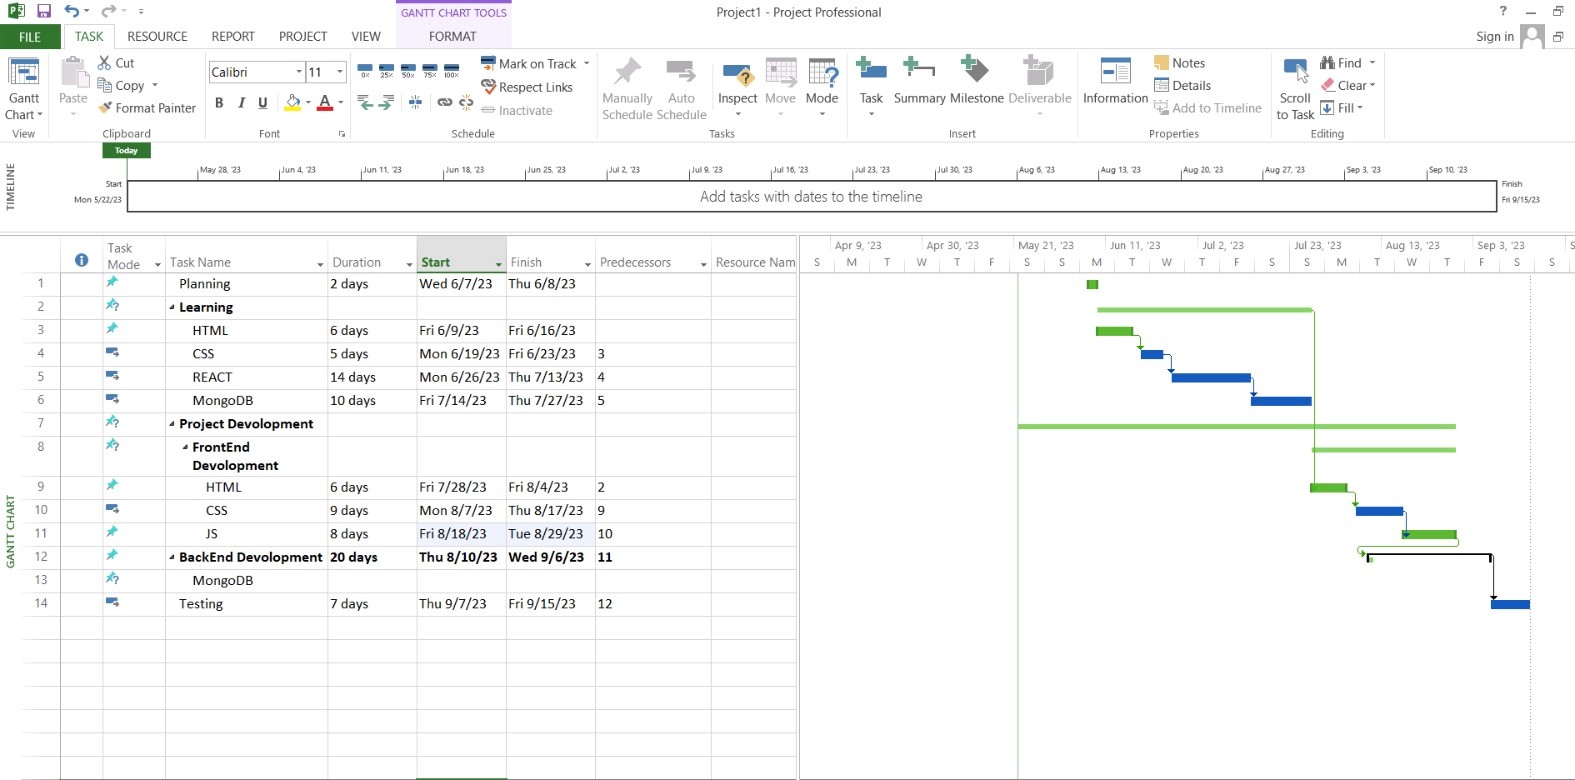 GANTT CHART TOOLS
Project1 - Project Professional
?
FILE TASK RESOURCE REPORT PROJECT VIEW FORMAT Sign in
Gantt Chart
Paste
Cut
Copy
Format Painter
Calibri 11
B I U A
0× 25× 50× 75× 100×
Mark on Track
Respect Links
Inactivate
Manually Schedule
Auto Schedule
Inspect Move Mode
Task Summary Milestone Deliverable
Information
Notes
Details
Add to Timeline
Scroll to Task
Find
Clear
Fill
View Clipboard Font Schedule Tasks Insert Properties Editing
TIMELINE
Today
May 28, '23 Jun 4, '23 Jun 11, '23 Jun 18, '23 Jun 25, '23 Jul 2, '23 Jul 9, '23 Jul 16, '23 Jul 23, '23 Jul 30, '23 Aug 6, '23 Aug 13, '23 Aug 20, '23 Aug 27, '23 Sep 3, '23 Sep 10, '23
Start
Mon 5/22/23
Add tasks with dates to the timeline
Finish
Fri 9/15/23
GANTT CHART
Task Mode Task Name Duration Start Finish Predecessors Resource Nam
Apr 9, '23 Apr 30, '23 May 21, '23 Jun 11, '23 Jul 2, '23 Jul 23, '23 Aug 13, '23 Sep 3, '23 S
S M T W T F S S M T W T F S S M T W T F S S
1 Planning 2 days Wed 6/7/23 Thu 6/8/23
2 Learning
3 HTML 6 days Fri 6/9/23 Fri 6/16/23
4 CSS 5 days Mon 6/19/23 Fri 6/23/23 3
5 REACT 14 days Mon 6/26/23 Thu 7/13/23 4
6 MongoDB 10 days Fri 7/14/23 Thu 7/27/23 5
7 Project Devolopment
8 FrontEnd
Devolopment
9 HTML 6 days Fri 7/28/23 Fri 8/4/23 2
10 CSS 9 days Mon 8/7/23 Thu 8/17/23 9
11 JS 8 days Fri 8/18/23 Tue 8/29/23 10
12 BackEnd Devolopment 20 days Thu 8/10/23 Wed 9/6/23 11
13 MongoDB
14 Testing 7 days Thu 9/7/23 Fri 9/15/23 12